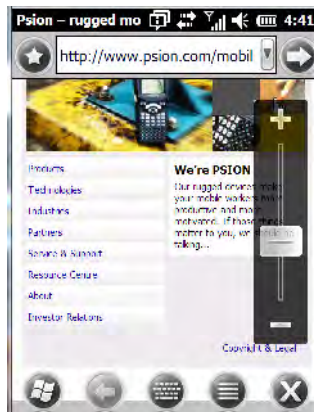 Psion – rugged mo 4:41
http://www.psion.com/mobil
Products
Technologies
Industries
Partners
Service & Support
Resource Centre
About
Investor Relations
We're PSION
Our rugged devices make
your mobile workers more
productive and more
motivated. If those things
matter to you, we should be
talking...
Copyright & Legal